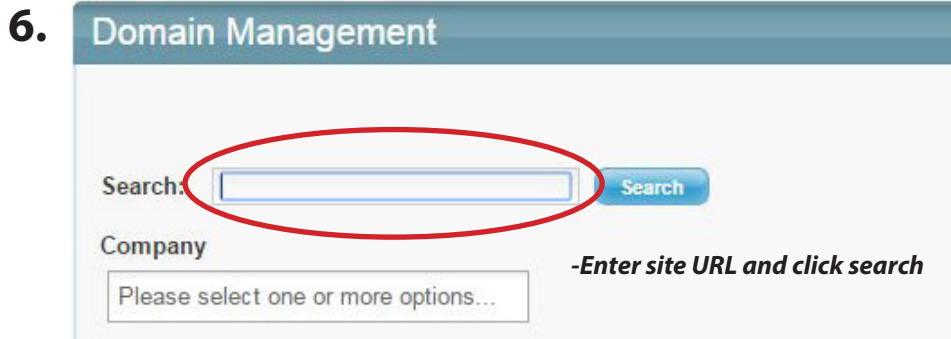 6.
Domain Management
Search:
Search
Company
-Enter site URL and click search
Please select one or more options...